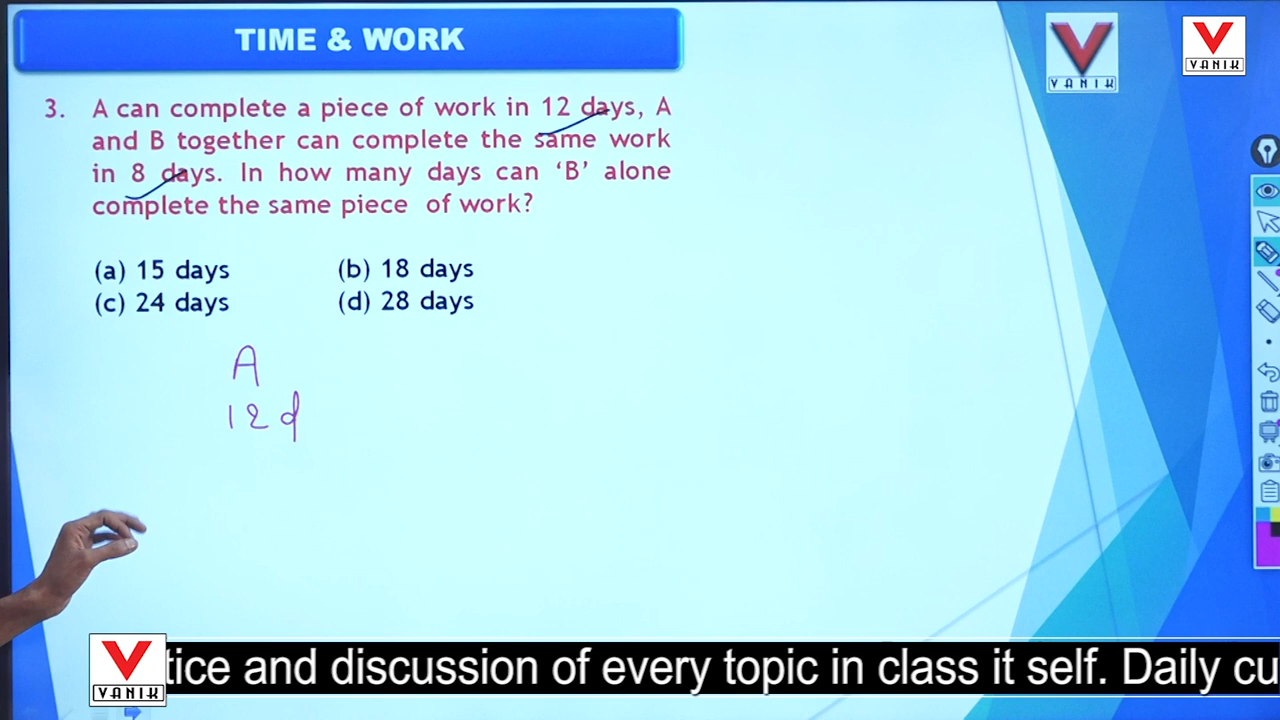 TIME & WORK
V
VANIK
V
VANIK
3. A can complete a piece of work in 12 days, A
and B together can complete the same work
in 8 days. In how many days can ‘B’ alone
complete the same piece of work?
(a) 15 days (b) 18 days
(c) 24 days (d) 28 days
A
12 d
V
VANIK
tice and discussion of every topic in class it self. Daily cu